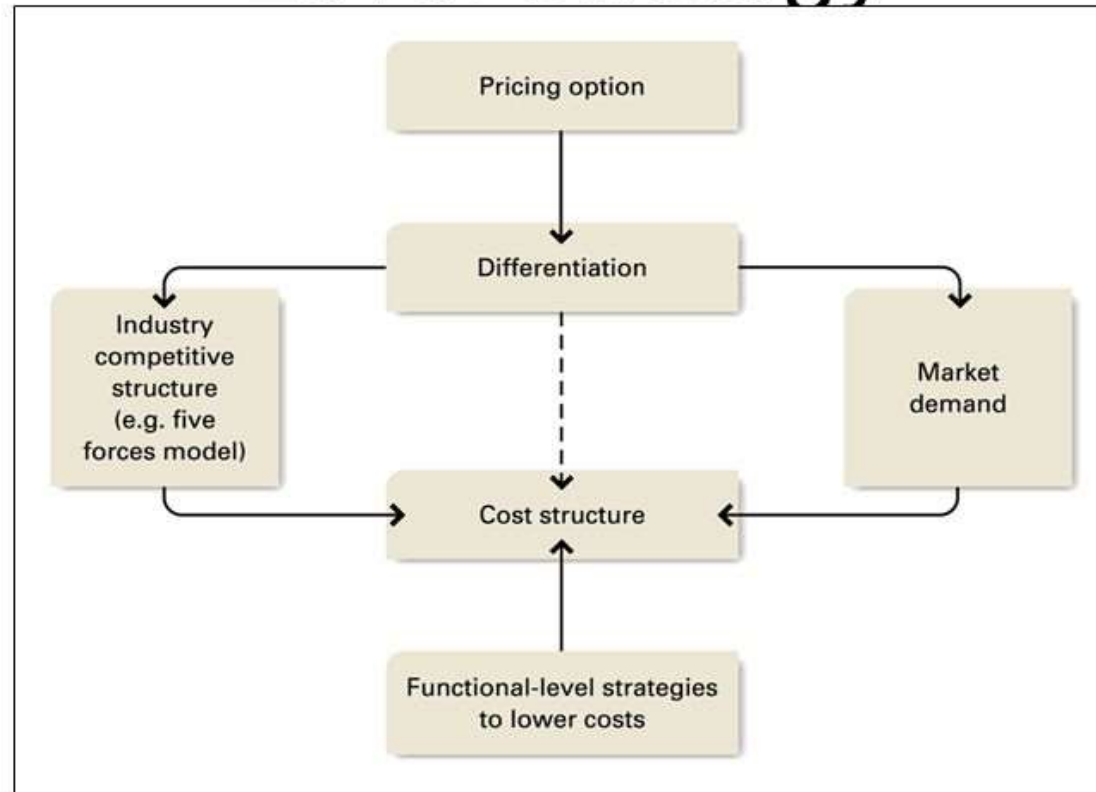 Pricing option
Differentiation
Industry
competitive
structure
(e.g. five
forces model)
Market
demand
Cost structure
Functional-level strategies
to lower costs